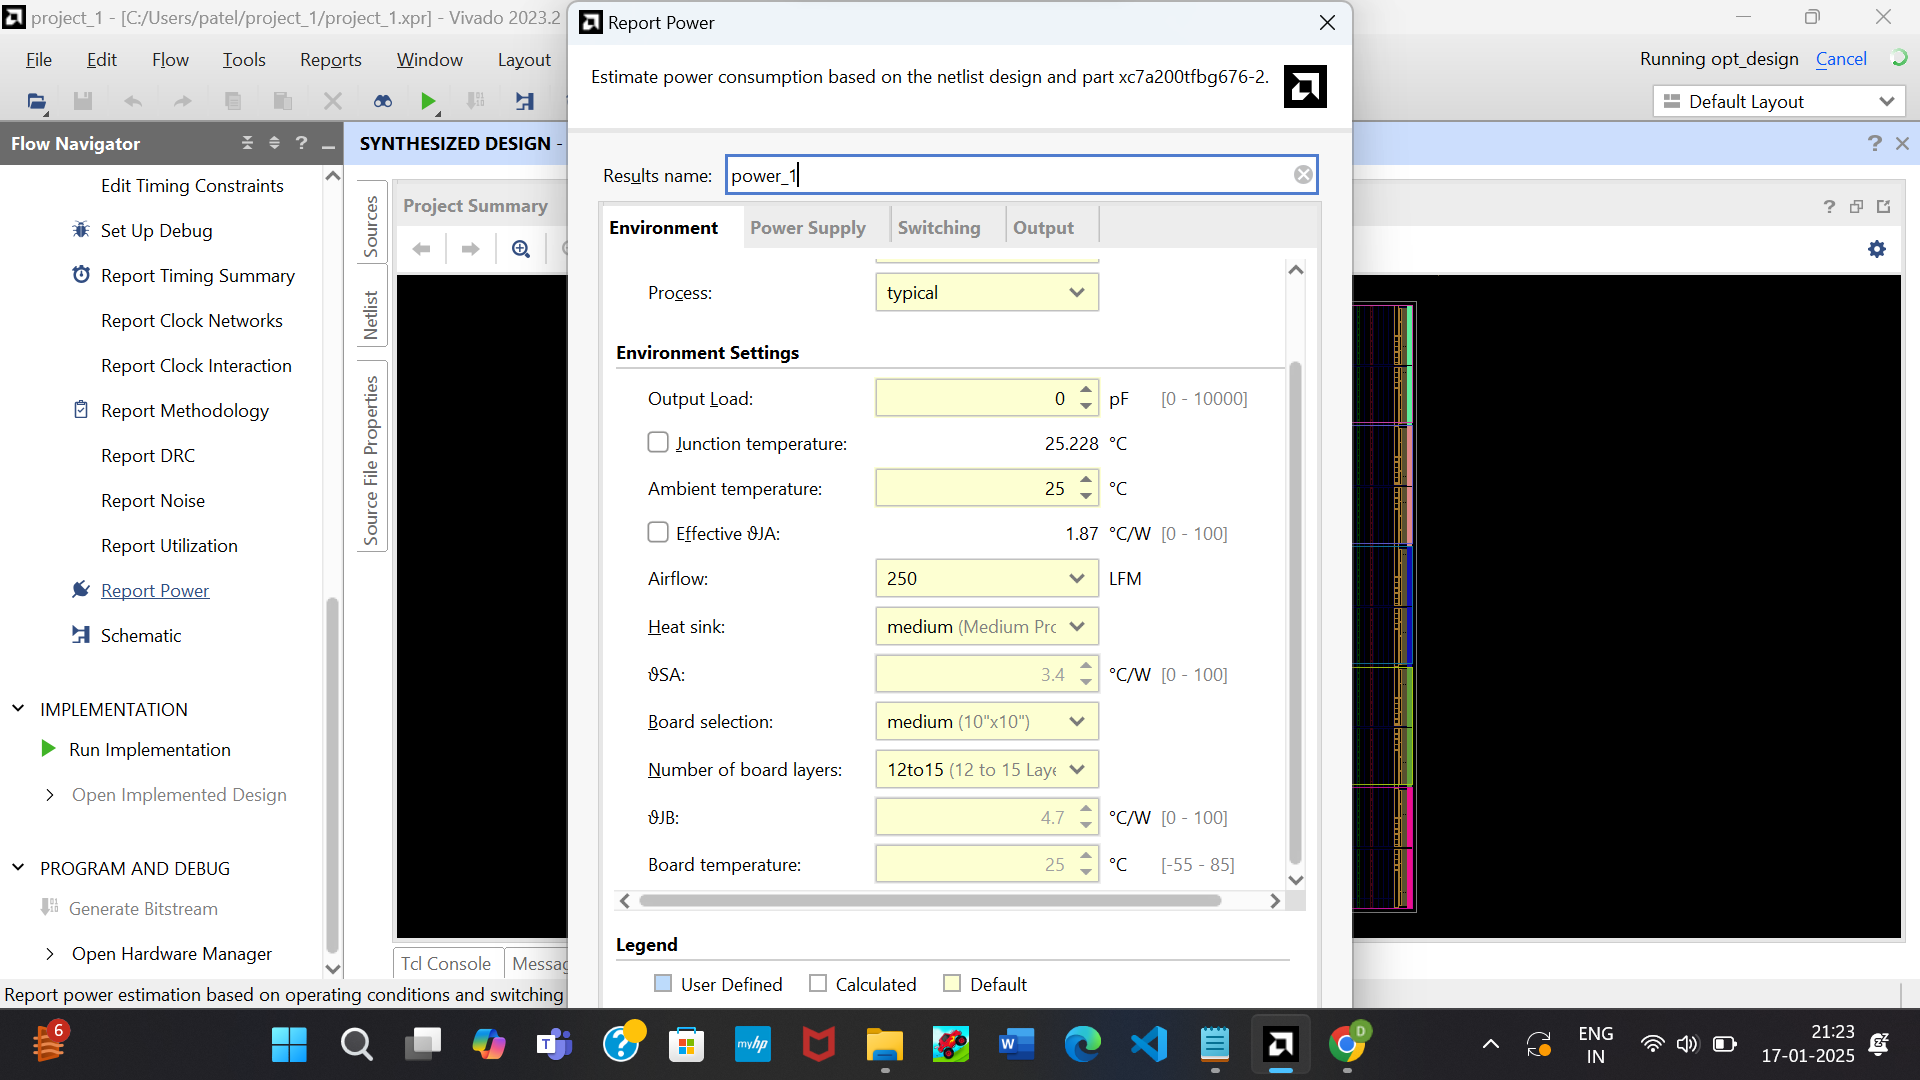 project_1 - [C:/Users/patel/project_1/project_1.xpr] - Vivado 2023.2
File Edit Flow Tools Reports Window Layout
Running opt_design Cancel
Default Layout
Flow Navigator
Edit Timing Constraints
Set Up Debug
Report Timing Summary
Report Clock Networks
Report Clock Interaction
Report Methodology
Report DRC
Report Noise
Report Utilization
Report Power
Schematic
IMPLEMENTATION
Run Implementation
Open Implemented Design
PROGRAM AND DEBUG
Generate Bitstream
Open Hardware Manager
SYNTHESIZED DESIGN -
Sources
Netlist
Source File Properties
Project Summary
Tcl Console
Report Power
Estimate power consumption based on the netlist design and part xc7a200tfbg676-2.
Results name: power_1
Environment Power Supply Switching Output
Process: typical
Environment Settings
Output Load: 0 pF [0 - 10000]
Junction temperature: 25.228 °C
Ambient temperature: 25 °C
Effective ϑJA: 1.87 °C/W [0 - 100]
Airflow: 250 LFM
Heat sink: medium (Medium Prc
ϑSA: 3.4 °C/W [0 - 100]
Board selection: medium (10"x10")
Number of board layers: 12to15 (12 to 15 Laye
ϑJB: 4.7 °C/W [0 - 100]
Board temperature: 25 °C [-55 - 85]
Legend
User Defined Calculated Default
Report power estimation based on operating conditions and switching
6
myhp
D
ENG
IN
21:23
17-01-2025